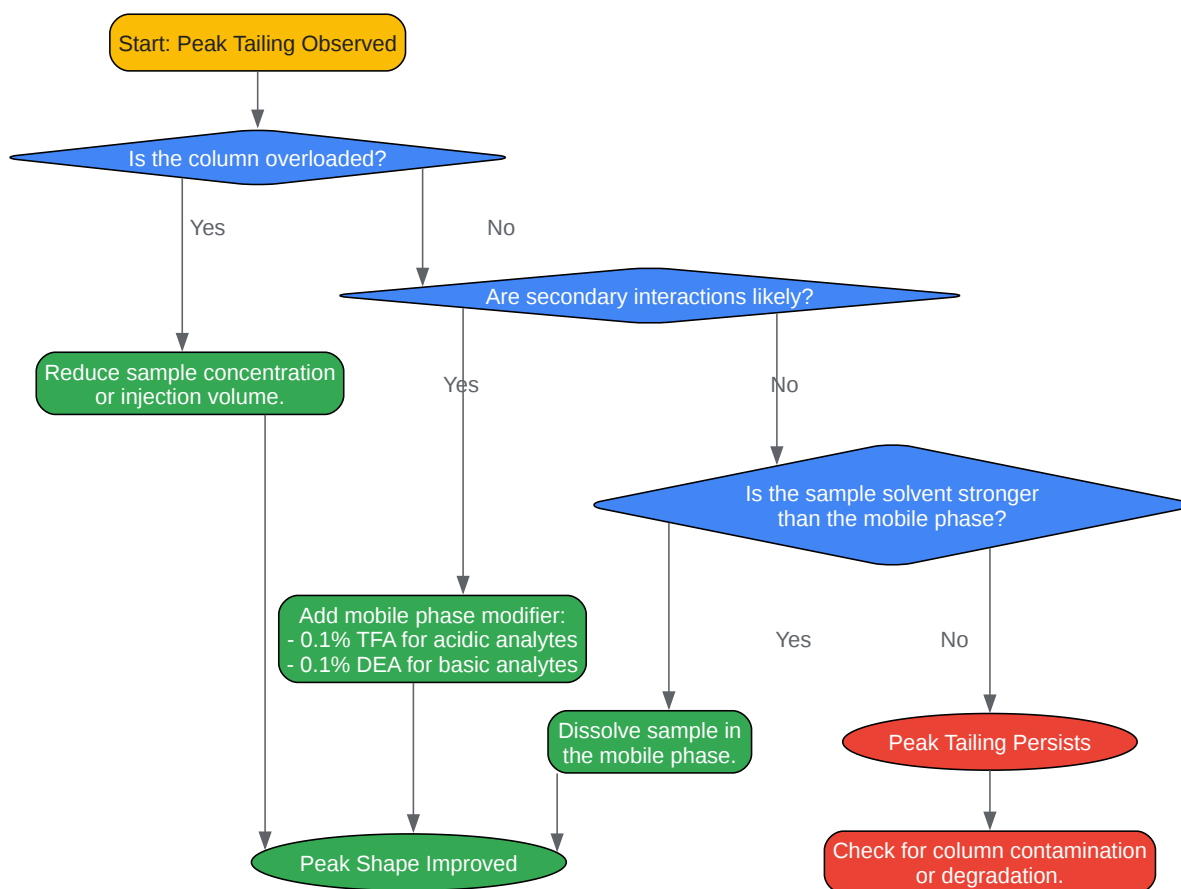 Start: Peak Tailing Observed
Is the column overloaded?
Yes
No
Are secondary interactions likely?
Reduce sample concentration
or injection volume.
Yes
No
Is the sample solvent stronger
than the mobile phase?
Add mobile phase modifier:
- 0.1% TFA for acidic analytes
- 0.1% DEA for basic analytes
Yes
No
Dissolve sample in
the mobile phase.
Peak Tailing Persists
Peak Shape Improved
Check for column contamination
or degradation.